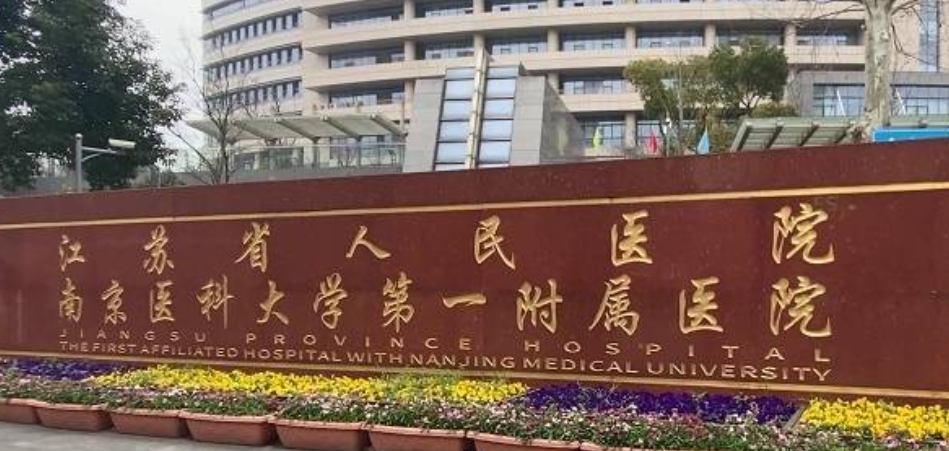 江苏省人民医院
南京医科大学第一附属医院
JIANGSU PROVINCE HOSPITAL
THE FIRST AFFILIATED HOSPITAL WITH NANJING MEDICAL UNIVERSITY